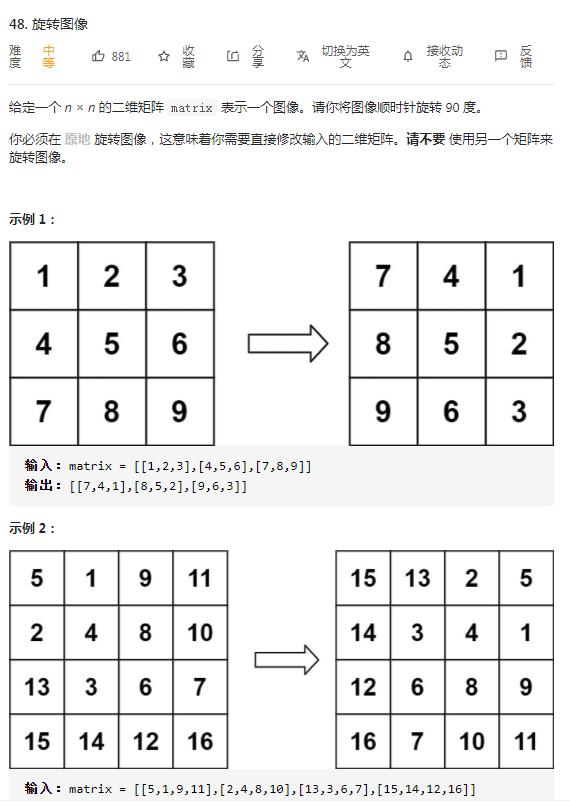 48. 旋转图像
难度 中等 881 收藏 分享 切换为英文 接收动态 反馈
给定一个 n × n 的二维矩阵 matrix 表示一个图像。请你将图像顺时针旋转 90 度。
你必须在 原地 旋转图像，这意味着你需要直接修改输入的二维矩阵。请不要 使用另一个矩阵来
旋转图像。
示例 1：
1 2 3 7 4 1
4 5 6 8 5 2
7 8 9 9 6 3
输入：matrix = [[1,2,3],[4,5,6],[7,8,9]]
输出：[[7,4,1],[8,5,2],[9,6,3]]
示例 2：
5 1 9 11 15 13 2 5
2 4 8 10 14 3 4 1
13 3 6 7 12 6 8 9
15 14 12 16 16 7 10 11
输入：matrix = [[5,1,9,11],[2,4,8,10],[13,3,6,7],[15,14,12,16]]